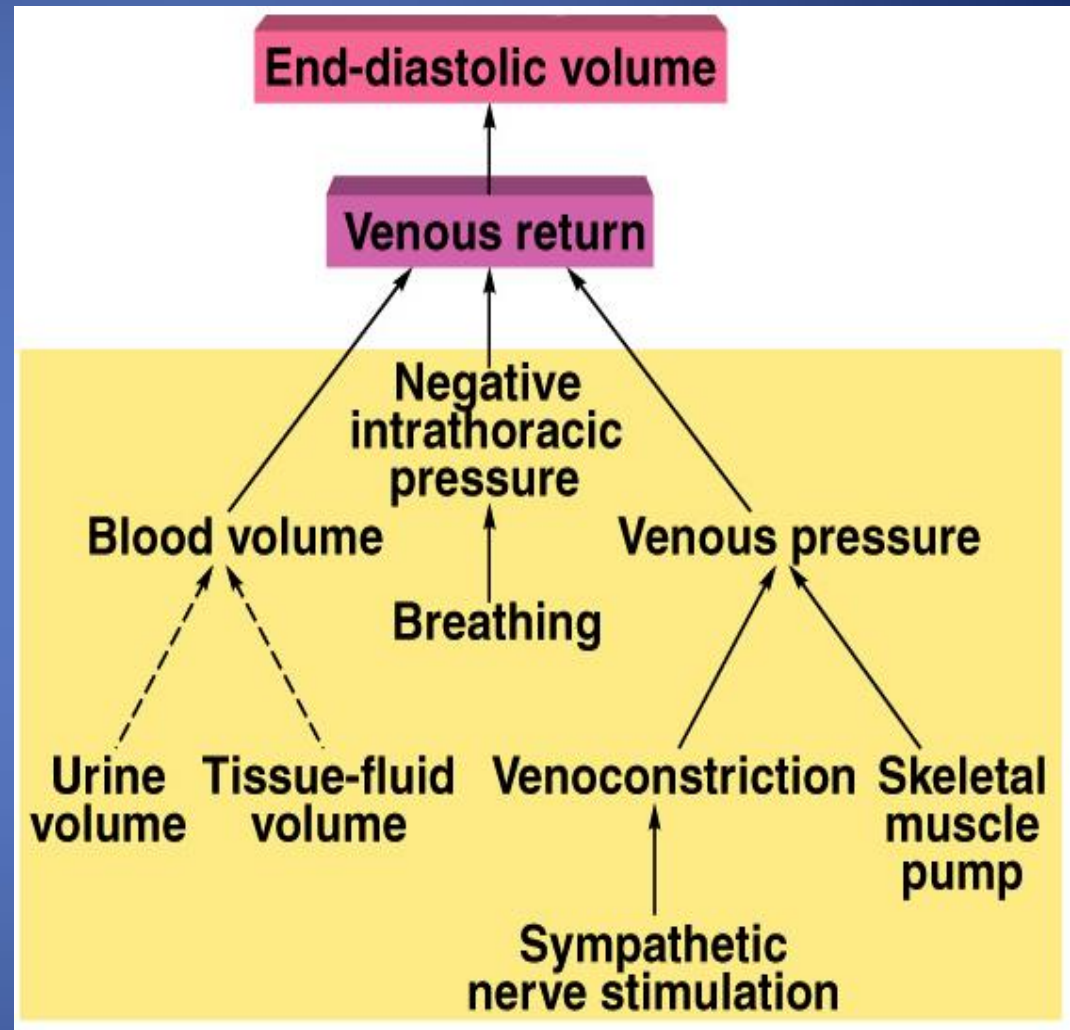 End-diastolic volume
Venous return
Negative
intrathoracic
pressure
Blood volume
Venous pressure
Breathing
Urine
volume
Tissue-fluid
volume
Venoconstriction
Skeletal
muscle
pump
Sympathetic
nerve stimulation